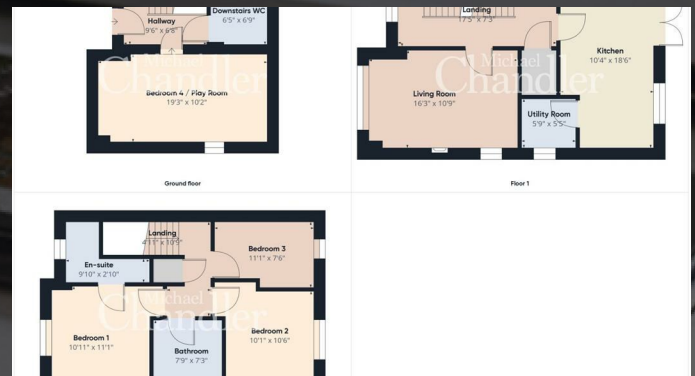 Hallway
9'6" x 6'8"
Downstairs WC
6'5" x 6'9"
Michael
Chandler
Bedroom 4 / Play Room
19'3" x 10'2"
Ground floor
Landing
17'5" x 7'3"
Kitchen
10'4" x 18'6"
Michael
Chandler
Living Room
16'3" x 10'9"
Utility Room
5'9" x 5'5"
Floor 1
Landing
4'11" x 10'5"
Bedroom 3
11'1" x 7'6"
En-suite
9'10" x 2'10"
Michael
Chandler
Bedroom 1
10'11" x 11'1"
Bedroom 2
10'1" x 10'6"
Bathroom
7'9" x 7'3"